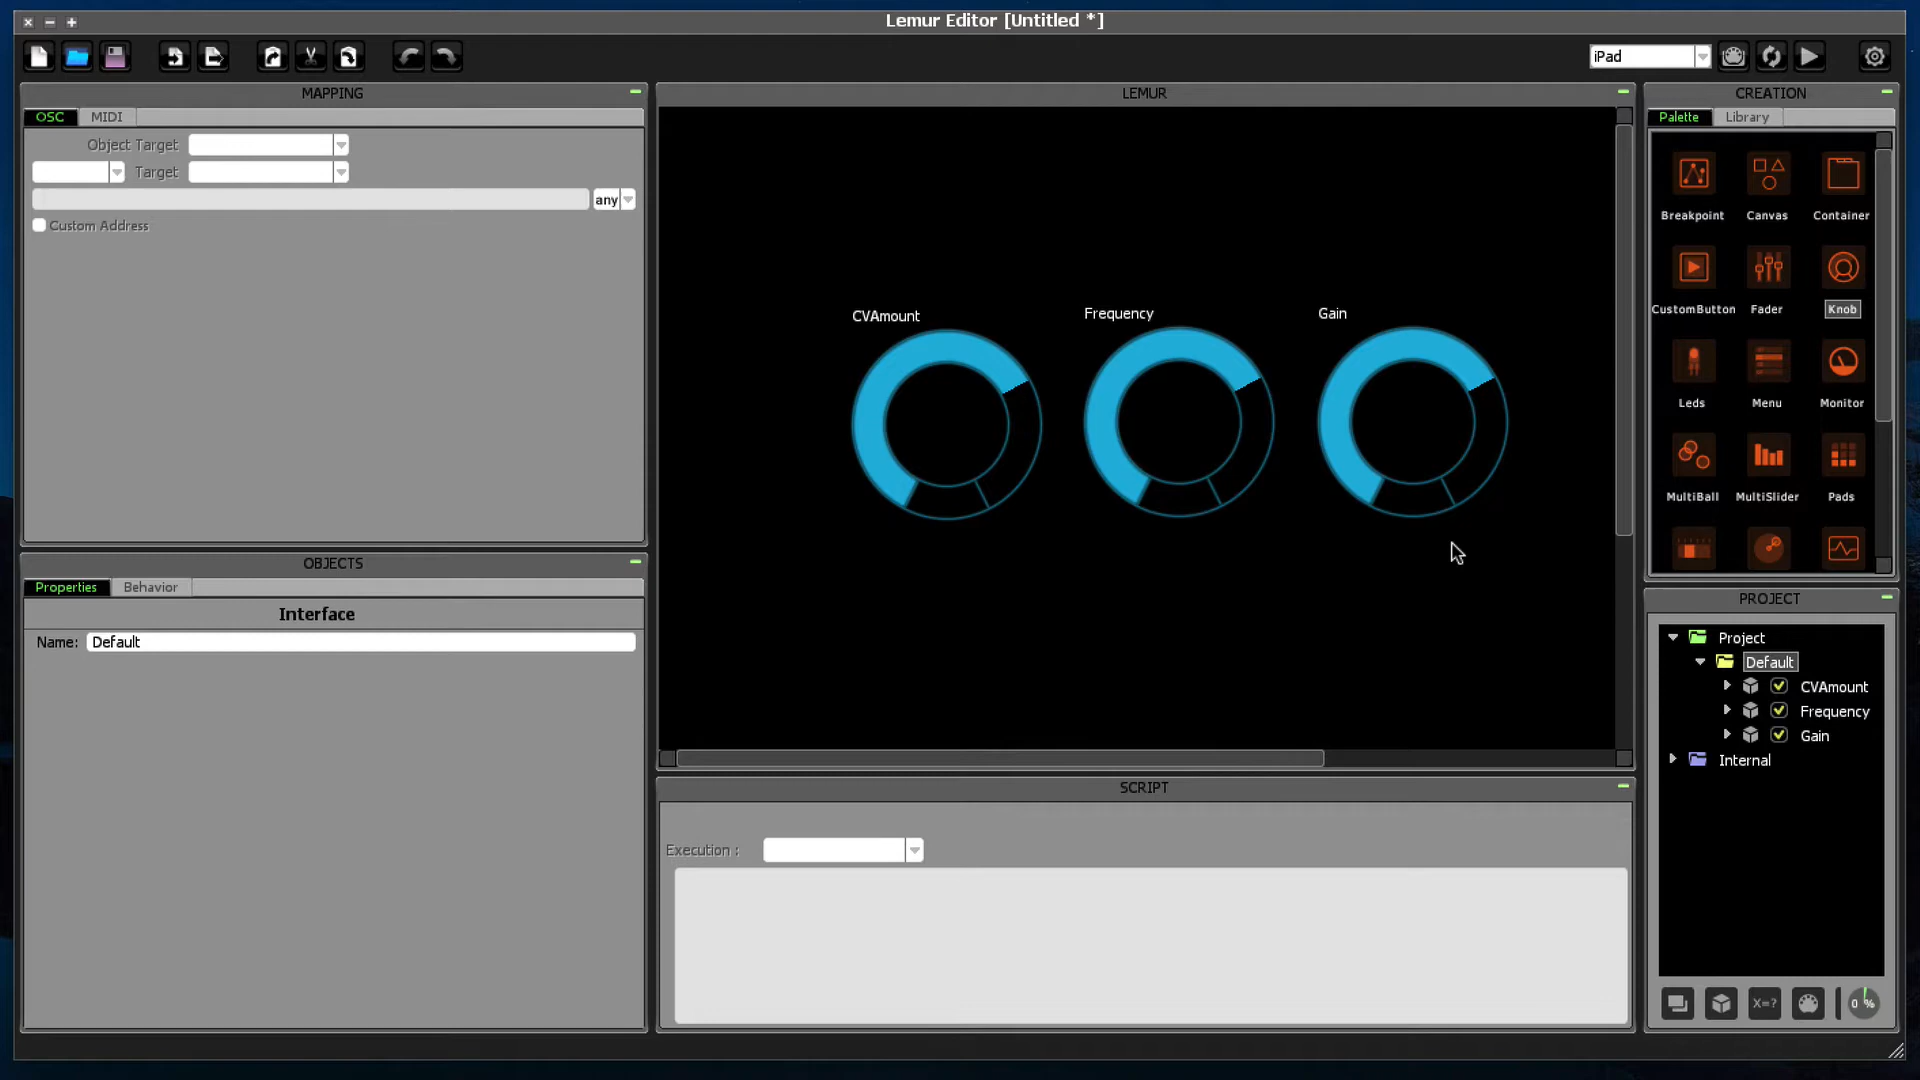 Lemur Editor [Untitled *]
iPad
MAPPING
OSC
MIDI
Object Target
Target
any
Custom Address
OBJECTS
Properties
Behavior
Interface
Name: Default
LEMUR
CVAmount
Frequency
Gain
SCRIPT
Execution :
CREATION
Palette
Library
Breakpoint
Canvas
Container
CustomButton
Fader
Knob
Leds
Menu
Monitor
MultiBall
MultiSlider
Pads
PROJECT
Project
Default
CVAmount
Frequency
Gain
Internal
X=?
0 %